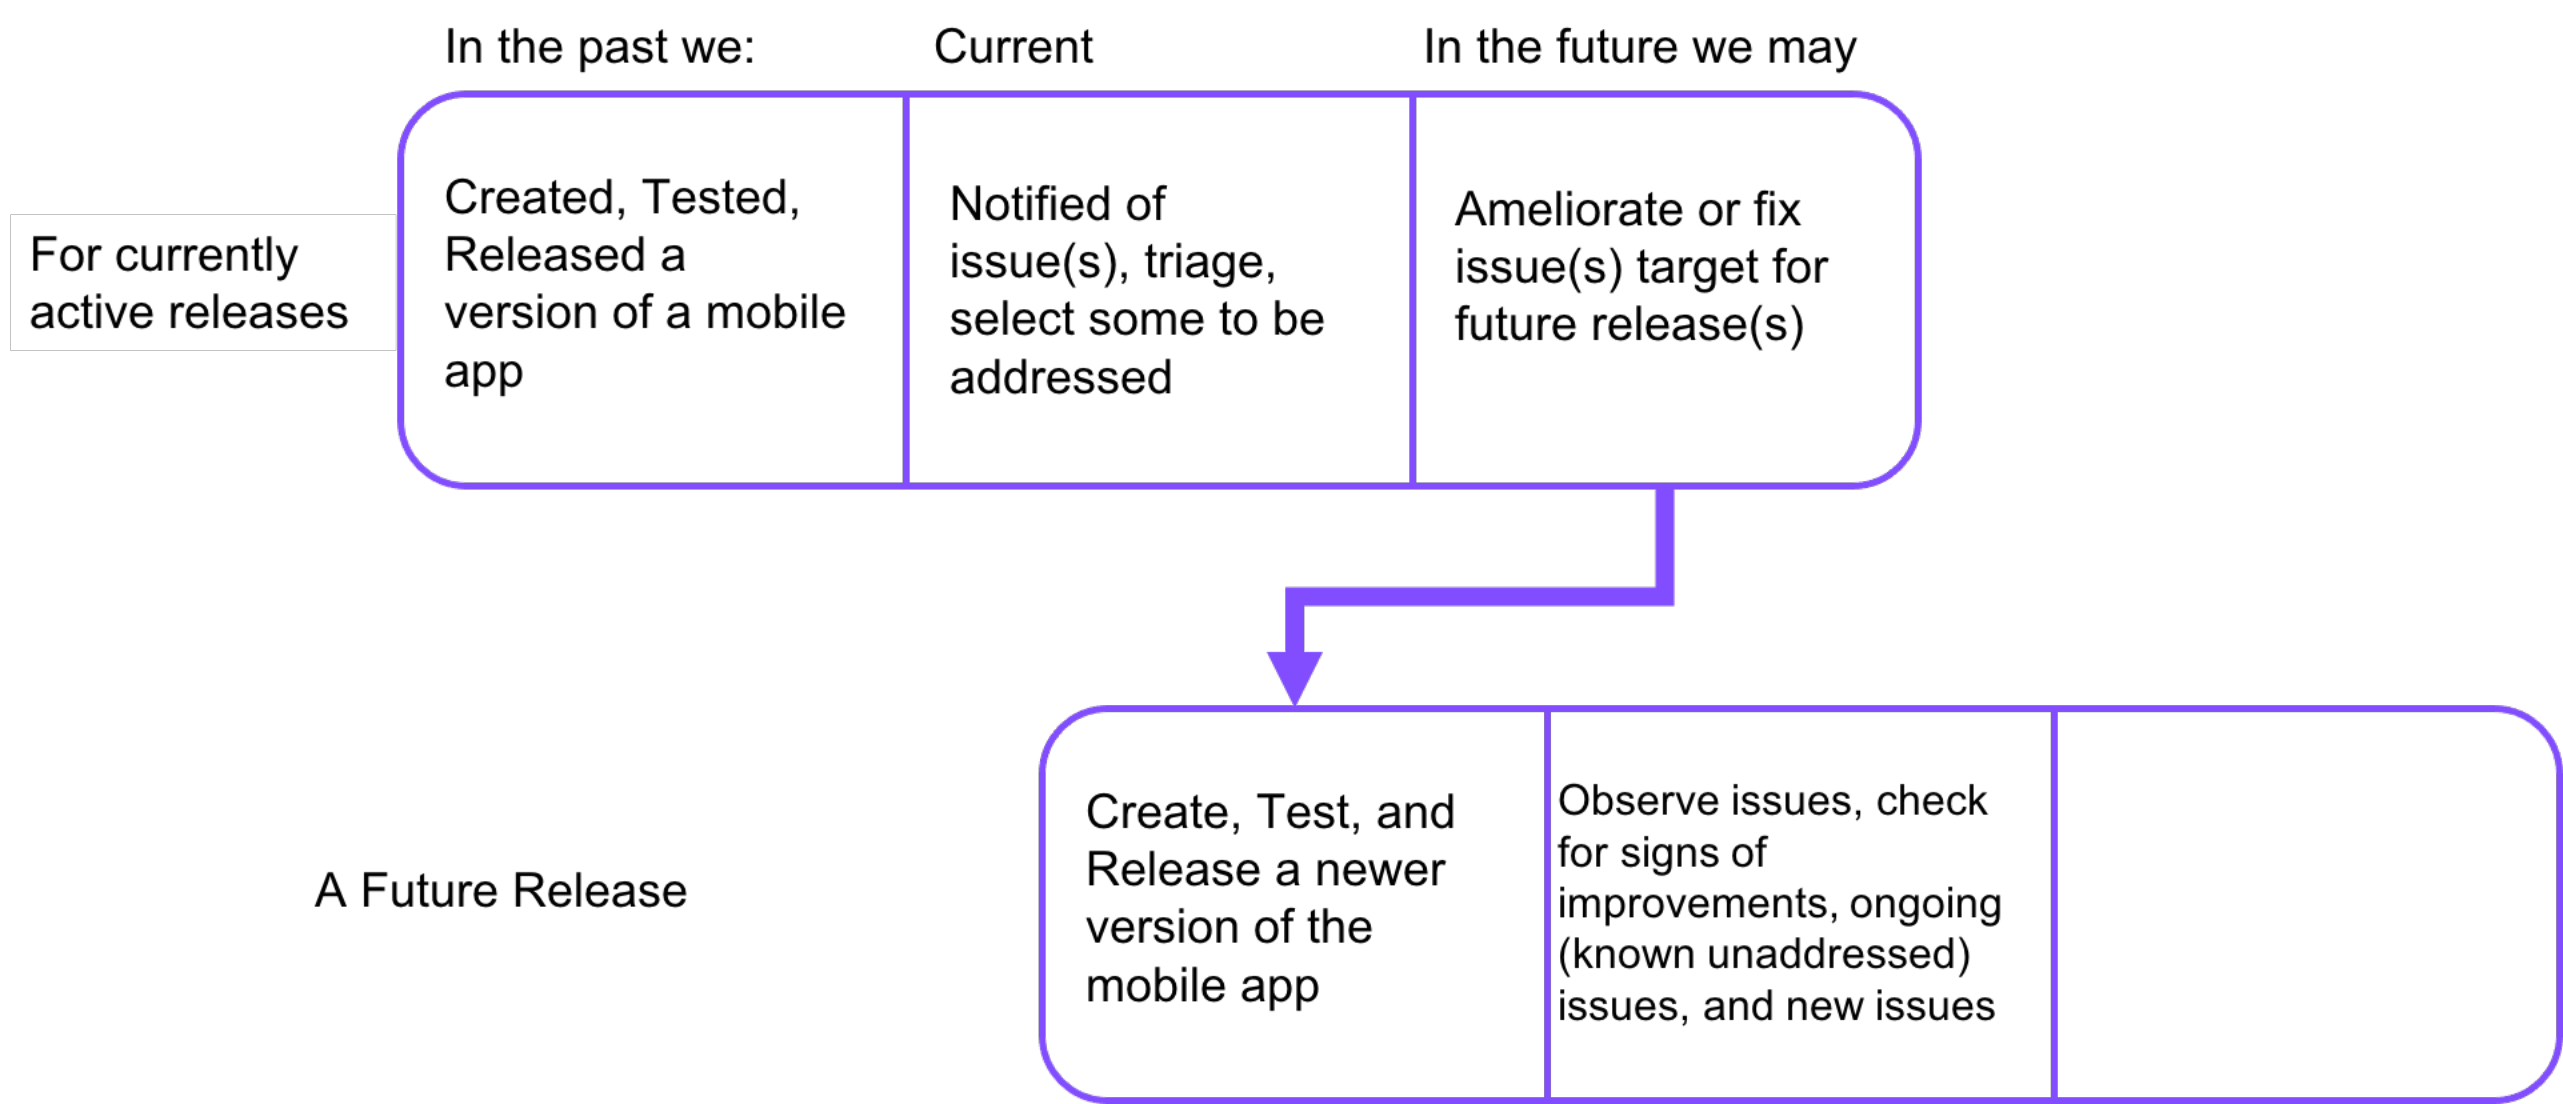 In the past we:
Current
In the future we may
For currently
active releases
Created, Tested,
Released a
version of a mobile
app
Notified of
issue(s), triage,
select some to be
addressed
Ameliorate or fix
issue(s) target for
future release(s)
A Future Release
Create, Test, and
Release a newer
version of the
mobile app
Observe issues, check
for signs of
improvements, ongoing
(known unaddressed)
issues, and new issues